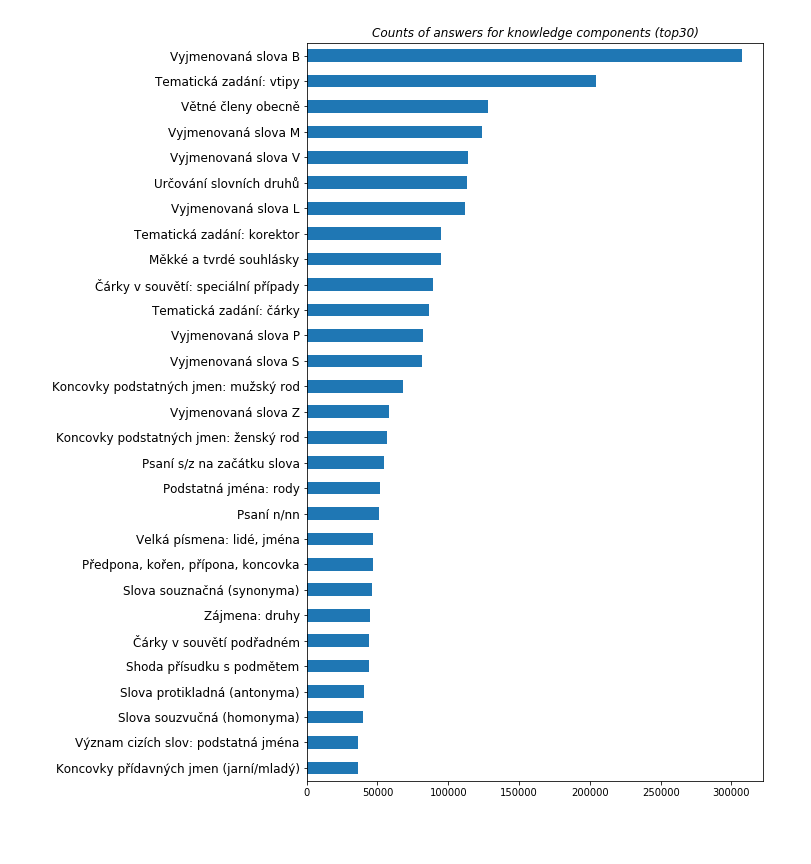 Counts of answers for knowledge components (top30)
Vyjmenovaná slova B
Tematická zadání: vtipy
Větné členy obecně
Vyjmenovaná slova M
Vyjmenovaná slova V
Určování slovních druhů
Vyjmenovaná slova L
Tematická zadání: korektor
Měkké a tvrdé souhlásky
Čárky v souvětí: speciální případy
Tematická zadání: čárky
Vyjmenovaná slova P
Vyjmenovaná slova S
Koncovky podstatných jmen: mužský rod
Vyjmenovaná slova Z
Koncovky podstatných jmen: ženský rod
Psaní s/z na začátku slova
Podstatná jména: rody
Psaní n/nn
Velká písmena: lidé, jména
Předpona, kořen, přípona, koncovka
Slova souznačná (synonyma)
Zájmena: druhy
Čárky v souvětí podřadném
Shoda přísudku s podmětem
Slova protikladná (antonyma)
Slova souzvučná (homonyma)
Význam cizích slov: podstatná jména
Koncovky přídavných jmen (jarní/mladý)
0 50000 100000 150000 200000 250000 300000